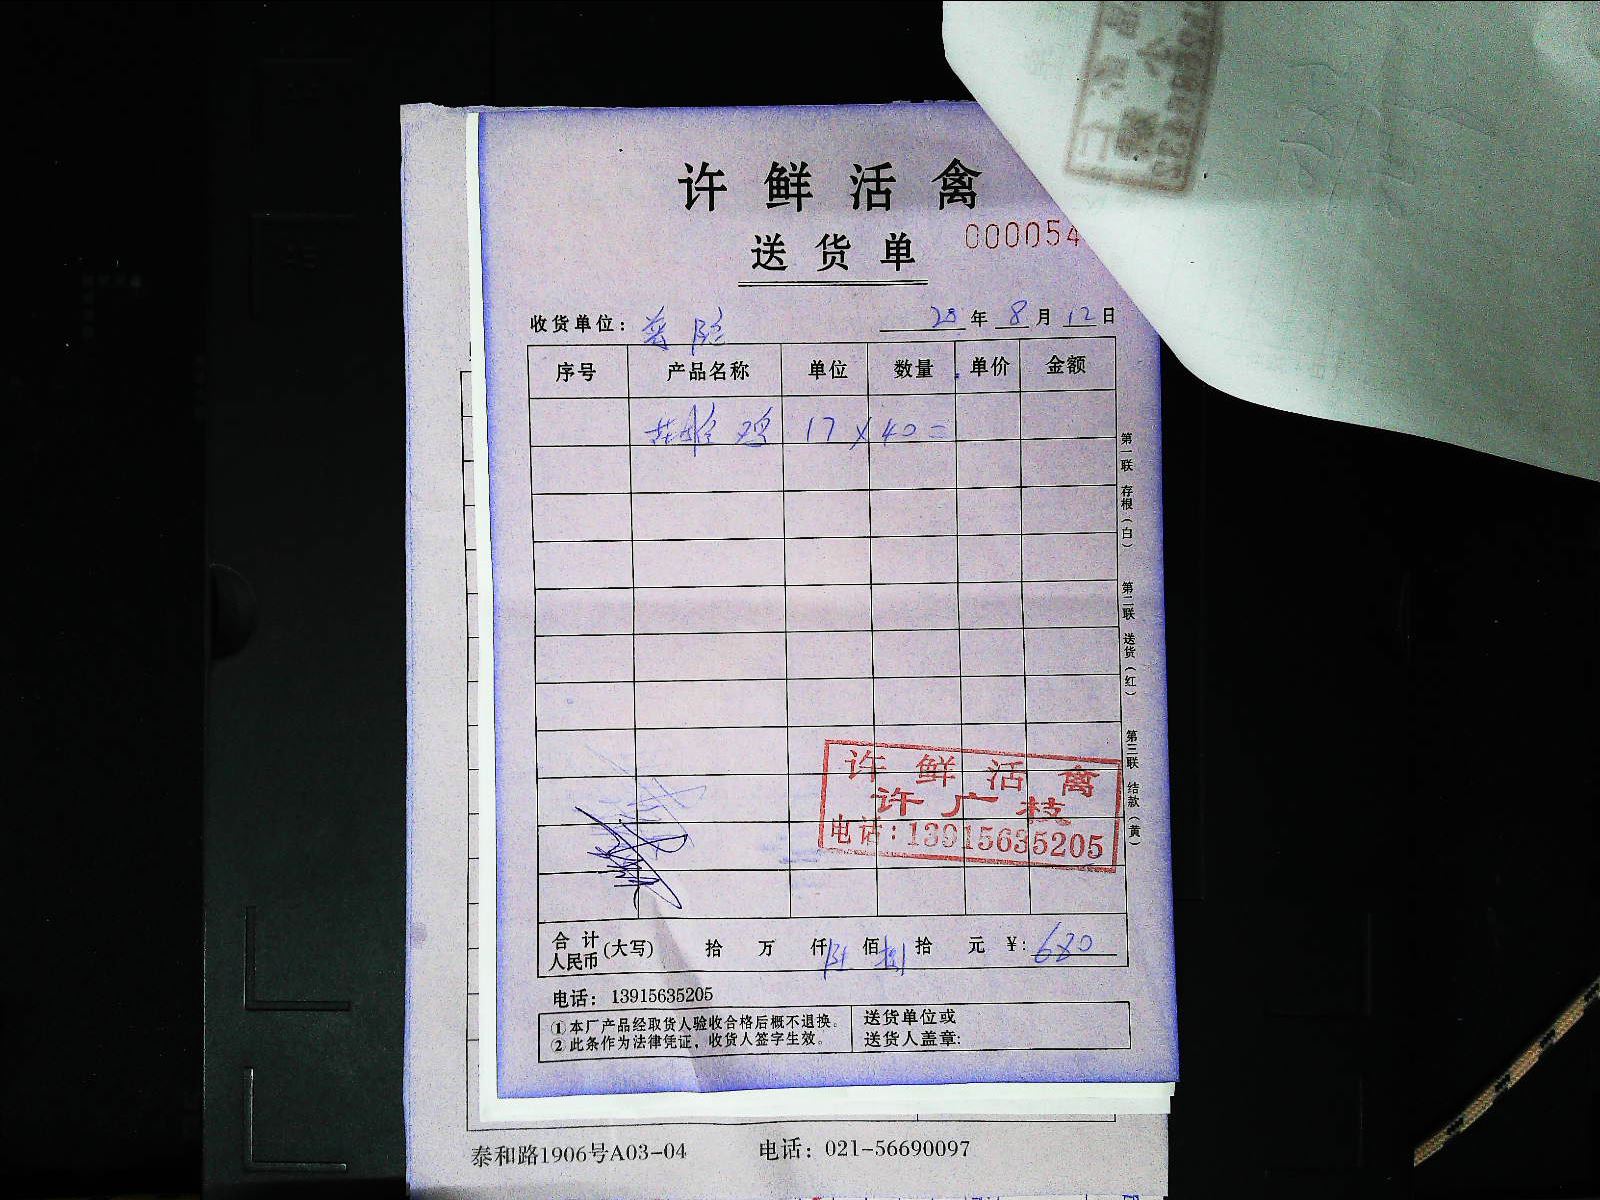 许鲜活禽
送货单
000054
收货单位：
20年8月12日
序号 产品名称 单位 数量 单价 金额
鸡 17×40=
第一联 存根（白）
第二联 送货（红）
第三联 结款（黄）
许鲜活禽
许广枝
电话：13915635205
合计人民币(大写) 拾 万 仟陆佰捌拾 元 ¥:680
电话：13915635205
①本厂产品经取货人验收合格后概不退换。
②此条作为法律凭证，收货人签字生效。
送货单位或
送货人盖章:
泰和路1906号A03-04 电话：021-56690097